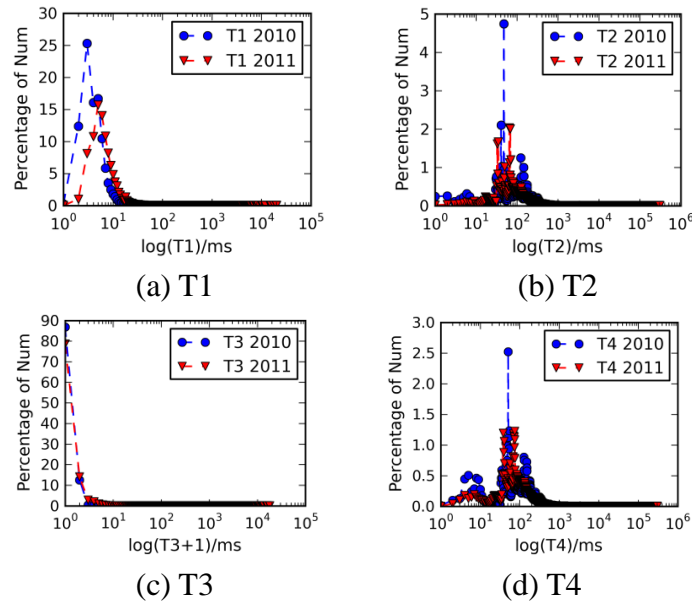 30
25
20
15
10
5
0
Percentage of Num
T1 2010
T1 2011
10^0 10^1 10^2 10^3 10^4 10^5
log(T1)/ms
(a) T1
5
4
3
2
1
0
Percentage of Num
T2 2010
T2 2011
10^0 10^1 10^2 10^3 10^4 10^5 10^6
log(T2)/ms
(b) T2
90
80
70
60
50
40
30
20
10
0
Percentage of Num
T3 2010
T3 2011
10^0 10^1 10^2 10^3 10^4 10^5
log(T3+1)/ms
(c) T3
3.0
2.5
2.0
1.5
1.0
0.5
0.0
Percentage of Num
T4 2010
T4 2011
10^0 10^1 10^2 10^3 10^4 10^5 10^6
log(T4)/ms
(d) T4